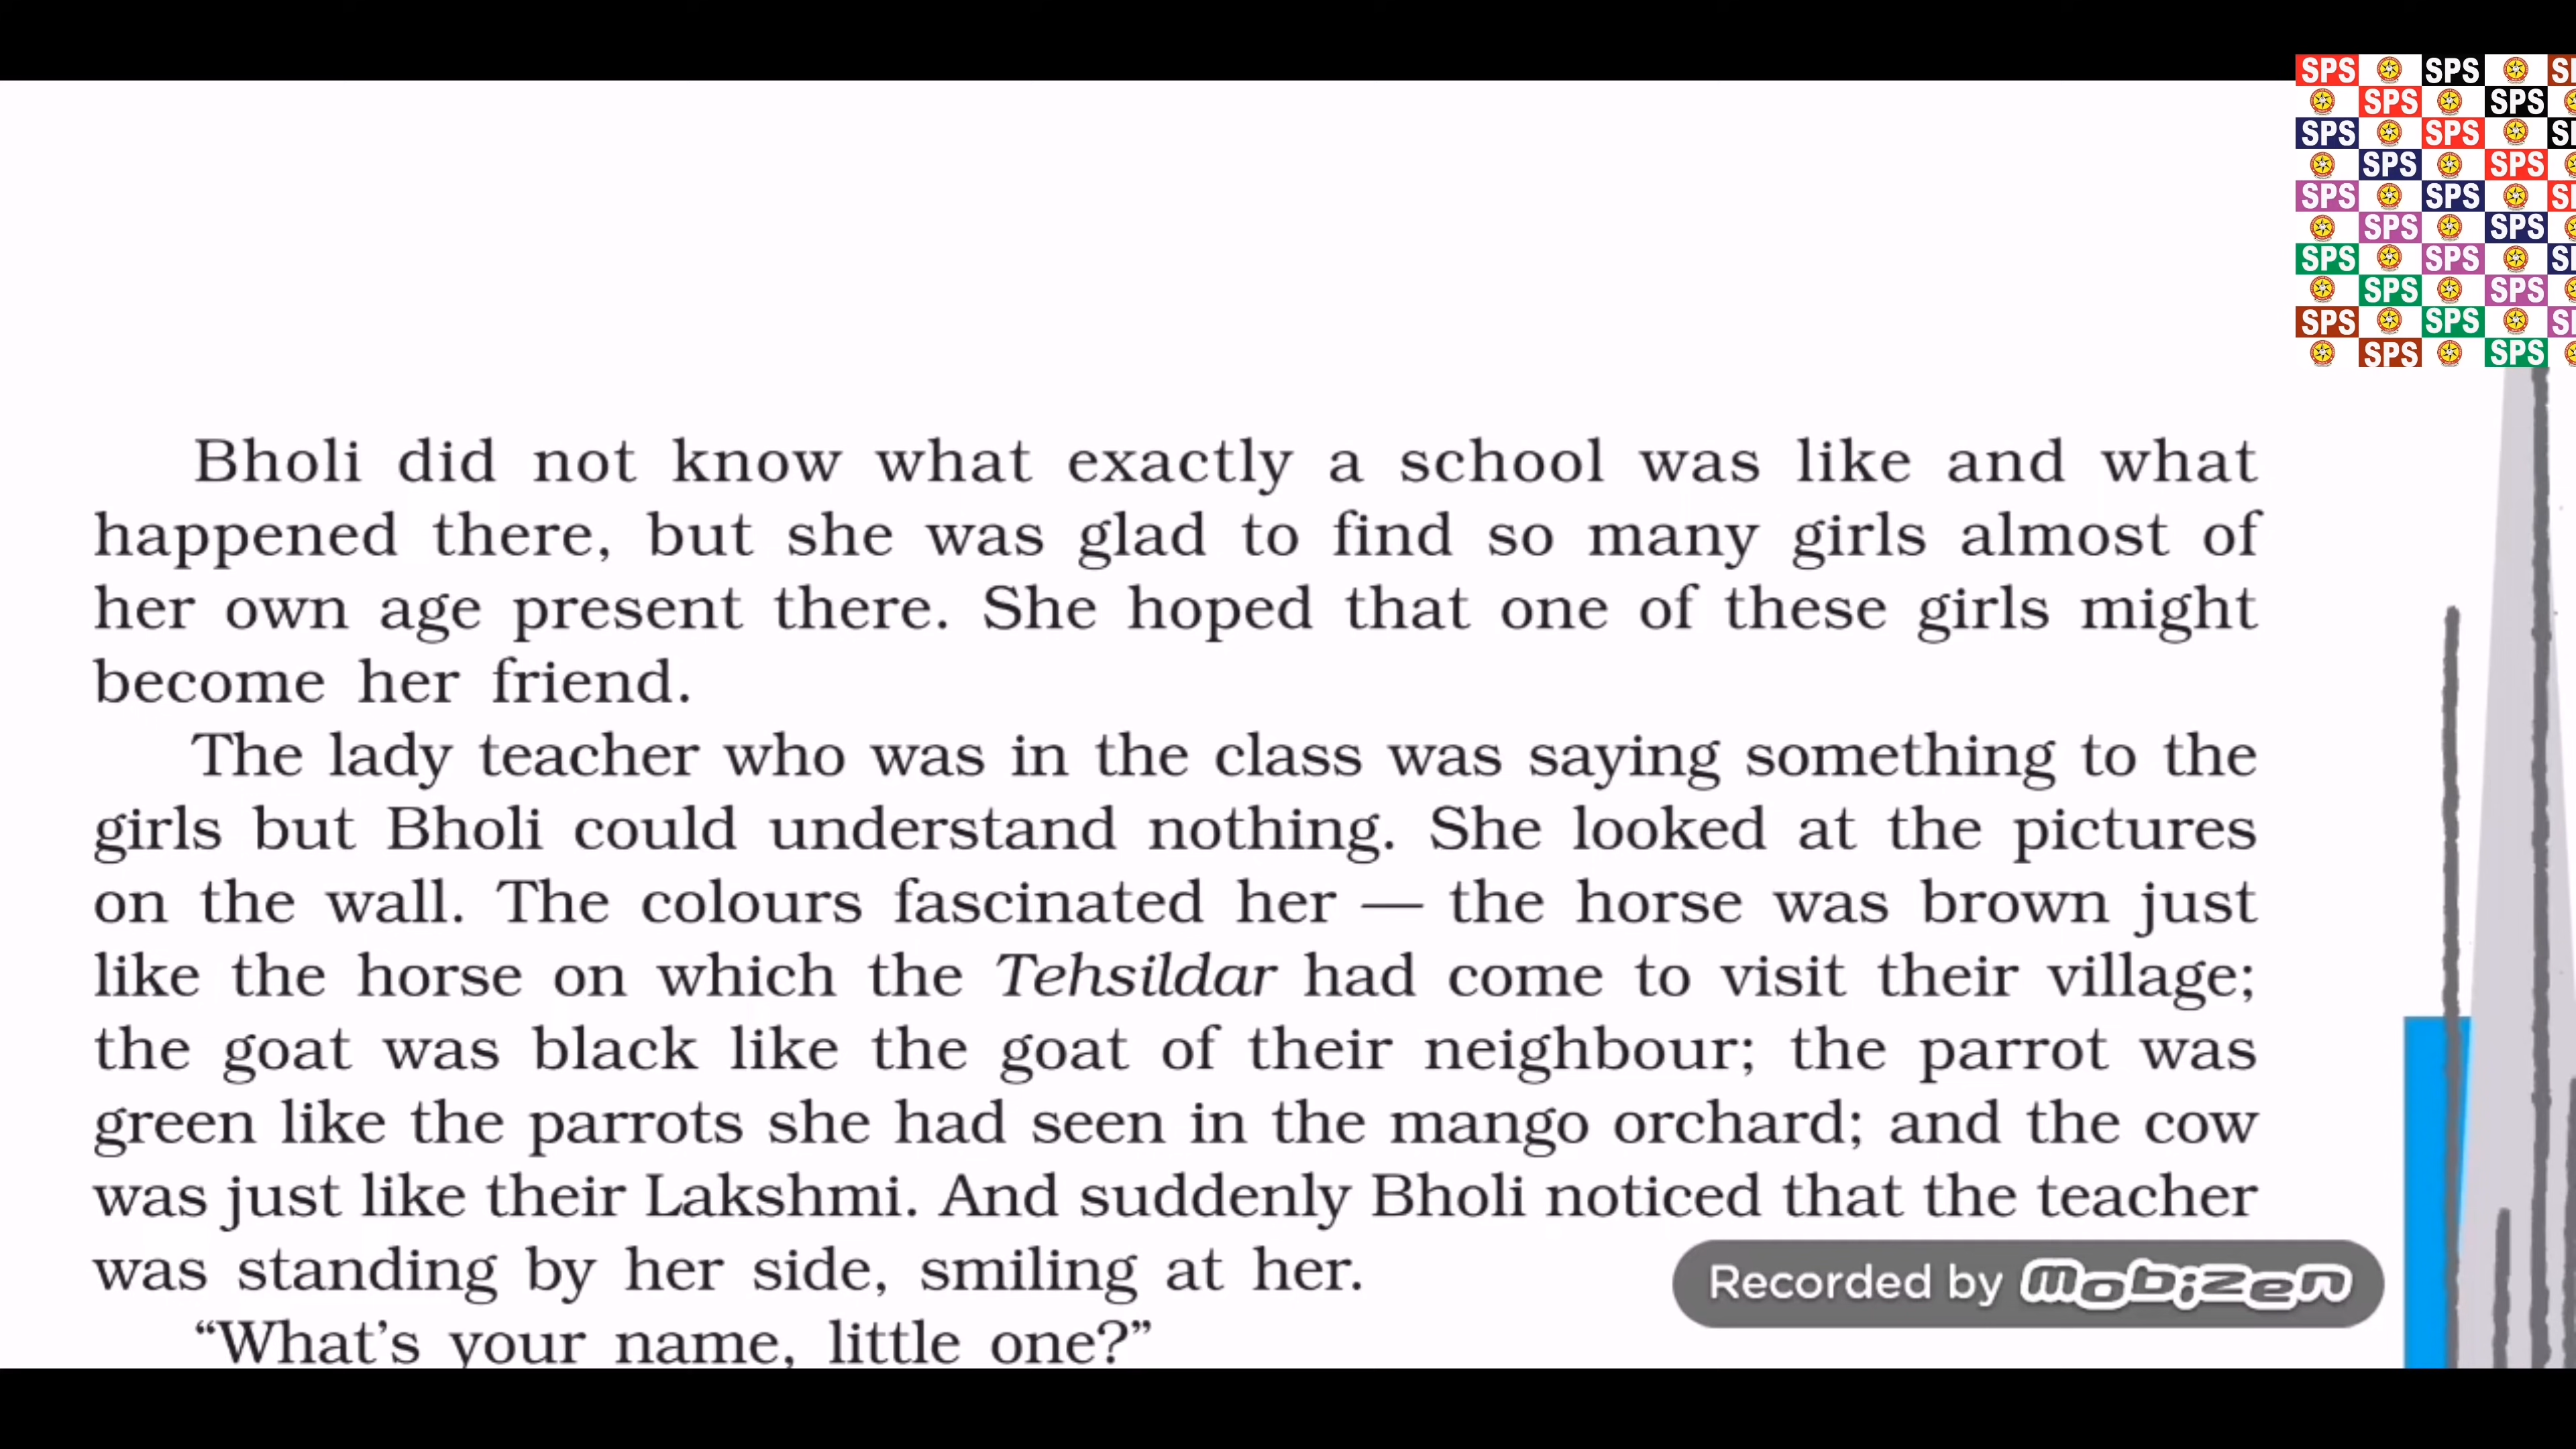 SPS SPS
SPS SPS
SPS SPS
SPS SPS
SPS SPS
SPS SPS
SPS SPS
SPS SPS
SPS SPS
SPS SPS
Bholi did not know what exactly a school was like and what
happened there, but she was glad to find so many girls almost of
her own age present there. She hoped that one of these girls might
become her friend.
The lady teacher who was in the class was saying something to the
girls but Bholi could understand nothing. She looked at the pictures
on the wall. The colours fascinated her — the horse was brown just
like the horse on which the Tehsildar had come to visit their village;
the goat was black like the goat of their neighbour; the parrot was
green like the parrots she had seen in the mango orchard; and the cow
was just like their Lakshmi. And suddenly Bholi noticed that the teacher
was standing by her side, smiling at her.
“What’s your name, little one?”
Recorded by mobizen